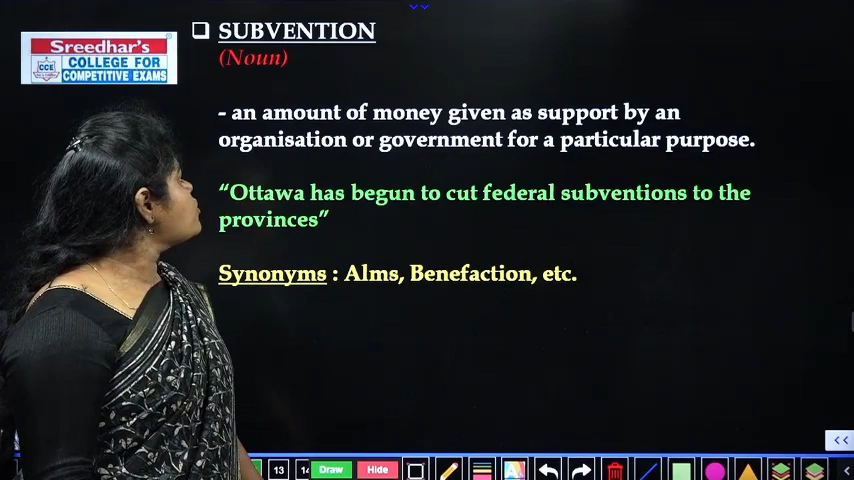 Sreedhar's
CCE
COLLEGE FOR
COMPETITIVE EXAMS
SUBVENTION
(Noun)
- an amount of money given as support by an
organisation or government for a particular purpose.
“Ottawa has begun to cut federal subventions to the
provinces”
Synonyms : Alms, Benefaction, etc.
13 14 Draw Hide